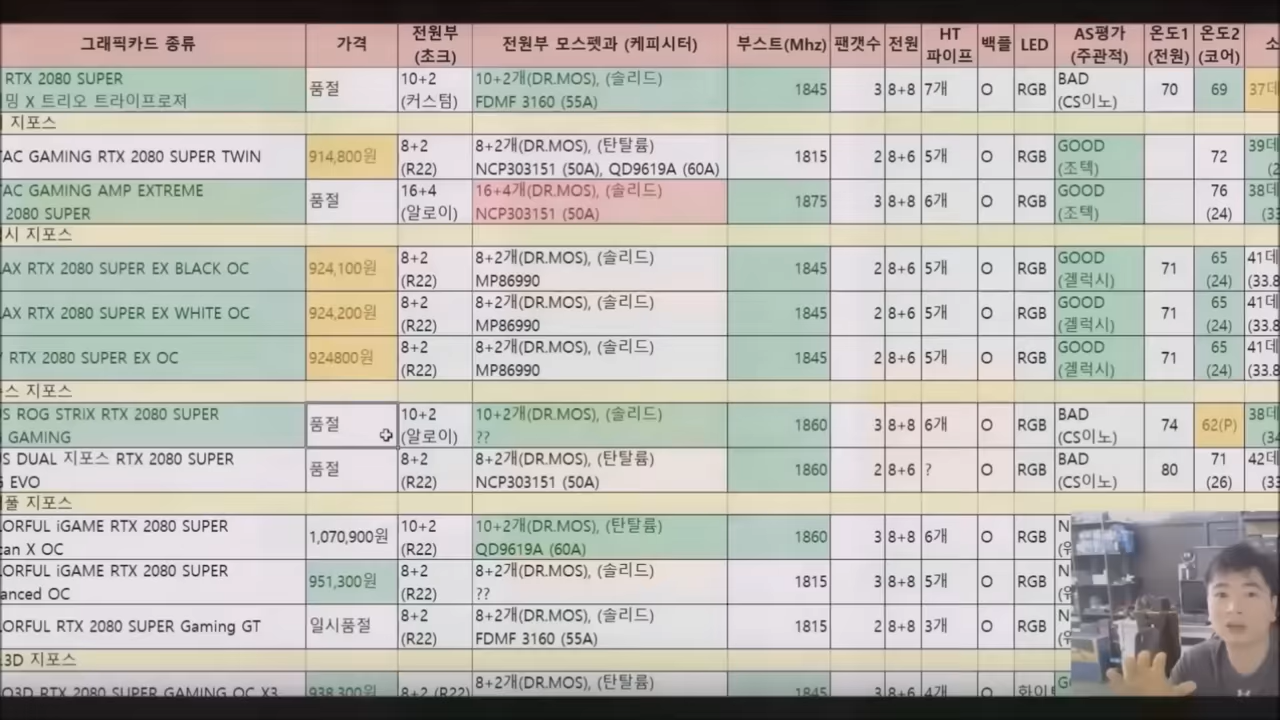 그래픽카드 종류 가격 전원부 (초크) 전원부 모스펫과 (케피시터) 부스트(Mhz) 팬갯수 전원 HT 파이프 백플 LED AS평가 (주관적) 온도1 (전원) 온도2 (코어) 소
RTX 2080 SUPER 품절 10+2 10+2개(DR.MOS), (솔리드) 1845 3 8+8 7개 O RGB BAD 70 69 37데
밍 X 트리오 트라이프로져 (커스텀) FDMF 3160 (55A) (CS이노)
지포스
AC GAMING RTX 2080 SUPER TWIN 914,800원 8+2 8+2개(DR.MOS), (탄탈륨) 1815 2 8+6 5개 O RGB GOOD 72 39데
(R22) NCP303151 (50A), QD9619A (60A) (조텍)
AC GAMING AMP EXTREME 품절 16+4 16+4개(DR.MOS), (솔리드) 1875 3 8+8 6개 O RGB GOOD 76 38데
2080 SUPER (알로이) NCP303151 (50A) (조텍) (24) (33
시 지포스
AX RTX 2080 SUPER EX BLACK OC 924,100원 8+2 8+2개(DR.MOS), (솔리드) 1845 2 8+6 5개 O RGB GOOD 71 65 41데
(R22) MP86990 (겔럭시) (24) (33.8
AX RTX 2080 SUPER EX WHITE OC 924,200원 8+2 8+2개(DR.MOS), (솔리드) 1845 2 8+6 5개 O RGB GOOD 71 65 41데
(R22) MP86990 (겔럭시) (24) (33.8
RTX 2080 SUPER EX OC 924800원 8+2 8+2개(DR.MOS), (솔리드) 1845 2 8+6 5개 O RGB GOOD 71 65 41데
(R22) MP86990 (겔럭시) (24) (33.8
스 지포스
S ROG STRIX RTX 2080 SUPER 품절 10+2 10+2개(DR.MOS), (솔리드) 1860 3 8+8 6개 O RGB BAD 74 62(P) 38데
GAMING (알로이) ?? (CS이노) (34
S DUAL 지포스 RTX 2080 SUPER 품절 8+2 8+2개(DR.MOS), (탄탈륨) 1860 2 8+6 ? O RGB BAD 80 71 42데
EVO (R22) NCP303151 (50A) (CS이노) (26) (33
풀 지포스
ORFUL iGAME RTX 2080 SUPER 1,070,900원 10+2 10+2개(DR.MOS), (탄탈륨) 1860 3 8+8 6개 O RGB N
can X OC (R22) QD9619A (60A)
ORFUL iGAME RTX 2080 SUPER 951,300원 8+2 8+2개(DR.MOS), (솔리드) 1815 3 8+8 5개 O RGB N
anced OC (R22) ??
ORFUL RTX 2080 SUPER Gaming GT 일시품절 8+2 8+2개(DR.MOS), (솔리드) 1815 2 8+8 3개 O RGB N
(R22) FDMF 3160 (55A)
.3D 지포스
O3D RTX 2080 SUPER GAMING OC X3 938,300원 8+2 (R22) 8+2개(DR.MOS), (탄탈륨) 1845 3 8+6 4개 O 화이